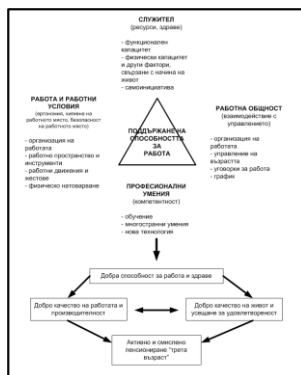 СЛУЖИТЕЛ
(ресурси, здраве)
- функционален
капацитет
- физически капацитет
и други фактори,
свързани с начина на
живот
- самоинициатива
РАБОТА И РАБОТНИ
УСЛОВИЯ
(ергономия, хигиена на
работното място, безопасност
на работното място)
- организация на
работата
- работно пространство и
инструменти
- работни движения и
жестове
- физическо натоварване
ПОДДЪРЖАНЕ НА
СПОСОБНОСТТА
ЗА
РАБОТА
РАБОТНА ОБЩНОСТ
(взаимодействие с
управлението)
- организация на
работата
- управление на
възрастта
- уговорки за работа
- график
ПРОФЕСИОНАЛНИ
УМЕНИЯ
(компетентност)
- обучение
- многостранни умения
- нова технология
Добра способност за работа и здраве
Добро качество на работата и
производителност
Добро качество на живот и
усещане за удовлетвореност
Активно и смислено
пенсиониране "трета
възраст"